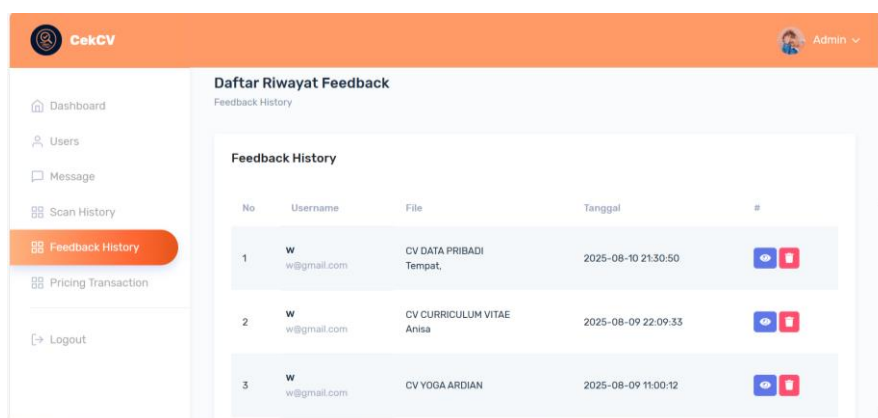 CekCV
Admin
Daftar Riwayat Feedback
Feedback History
Dashboard
Users
Message
Scan History
Feedback History
Pricing Transaction
Logout
Feedback History
No Username File Tanggal #
1 w w@gmail.com CV DATA PRIBADI Tempat, 2025-08-10 21:30:50
2 w w@gmail.com CV CURRICULUM VITAE Anisa 2025-08-09 22:09:33
3 w w@gmail.com CV YOGA ARDIAN 2025-08-09 11:00:12